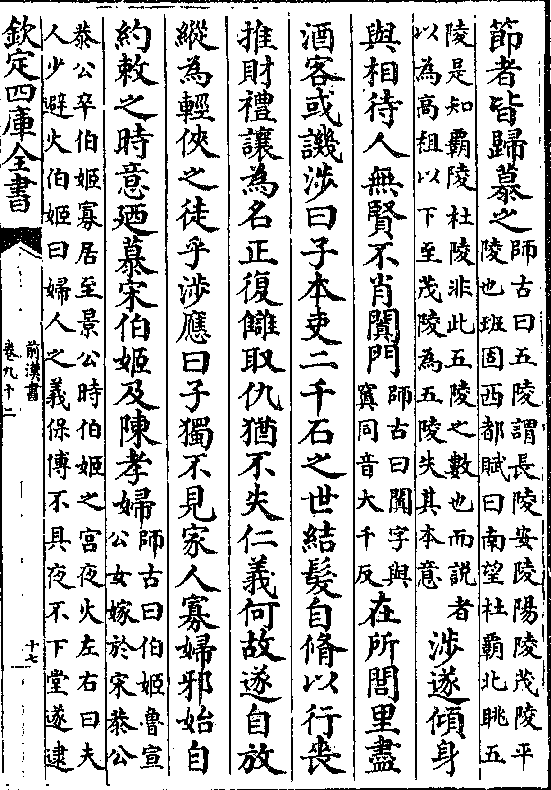 節者皆歸慕之師古曰五陵謂長陵安陵陽陵茂陵平
陵也班固西都賦曰南望杜霸北眺五
陵是知霸陵杜陵非此五陵之數也而說者
以為高祖以下至茂陵為五陵失其本意涉遂傾身
與相待人無賢不肖闐門師古曰闐字與
窴同音大千反在所閭里盡
酒客或譏涉曰子本吏二千石之世結髮自脩以行喪
推財禮讓為名正復讎取仇猶不失仁義何故遂自放
縱為輕俠之徒乎涉應曰子獨不見家人寡婦邪始自
約敕之時意廼慕宋伯姬及陳孝婦師古曰伯姬魯宣
公女嫁於宋恭公
恭公卒伯姬寡居至景公時伯姬之宮夜火左右曰夫
人少避火伯姬曰婦人之義保傅不具夜不下堂遂逮
欽定四庫全書
前漢書
卷九十二
十七